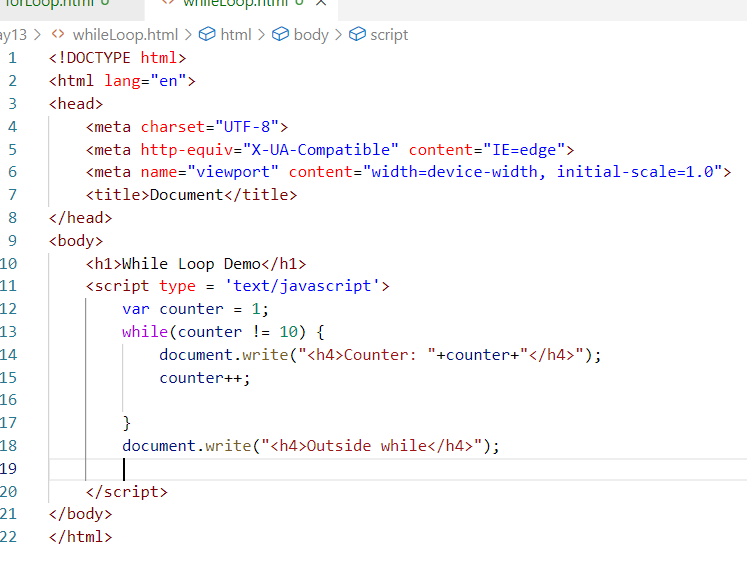 forLoop.html U whileLoop.html U ×
ay13 > <> whileLoop.html > html > body > script
1 <!DOCTYPE html>
2 <html lang="en">
3 <head>
4     <meta charset="UTF-8">
5     <meta http-equiv="X-UA-Compatible" content="IE=edge">
6     <meta name="viewport" content="width=device-width, initial-scale=1.0">
7     <title>Document</title>
8 </head>
9 <body>
10     <h1>While Loop Demo</h1>
11     <script type = 'text/javascript'>
12         var counter = 1;
13         while(counter != 10) {
14             document.write("<h4>Counter: "+counter+"</h4>");
15             counter++;
16
17         }
18         document.write("<h4>Outside while</h4>");
19
20     </script>
21 </body>
22 </html>